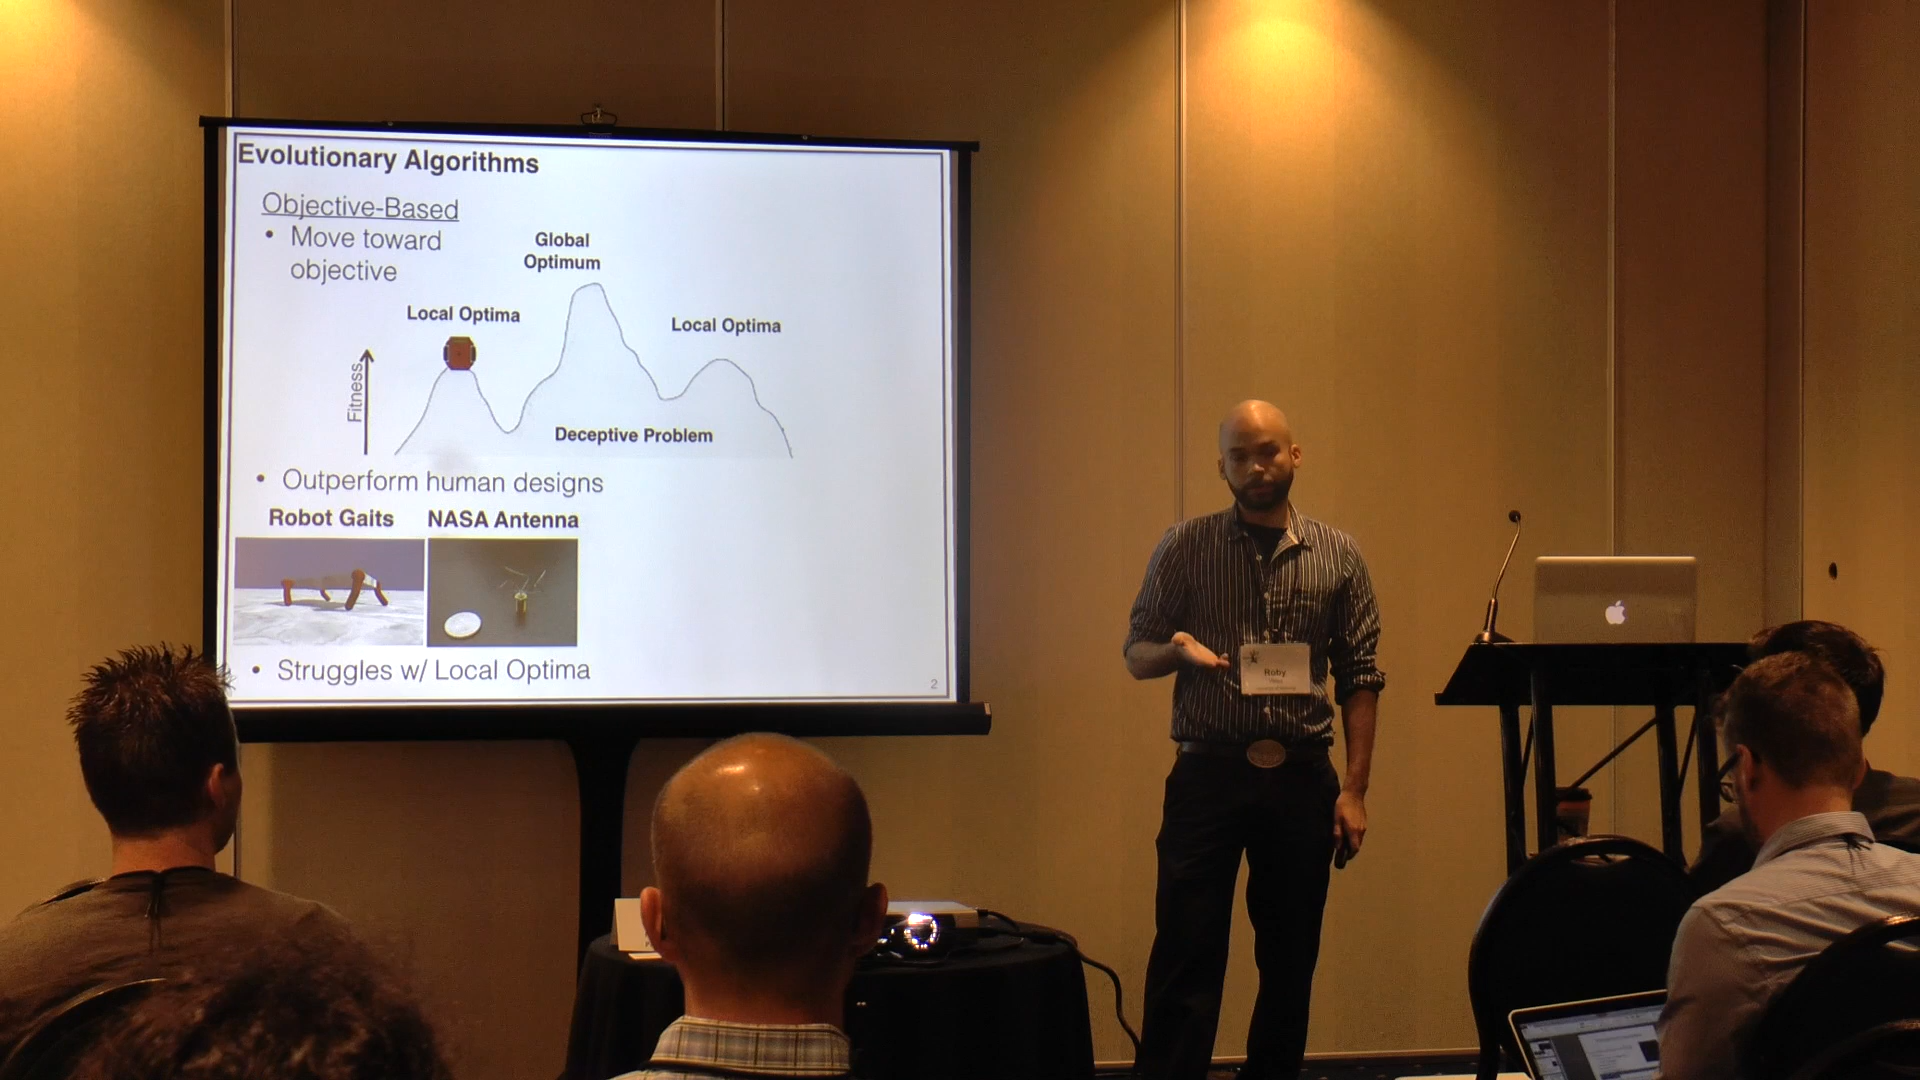 Evolutionary Algorithms
Objective-Based
• Move toward
objective
Global
Optimum
Local Optima
Local Optima
Fitness
Deceptive Problem
• Outperform human designs
Robot Gaits NASA Antenna
• Struggles w/ Local Optima
2
Roby